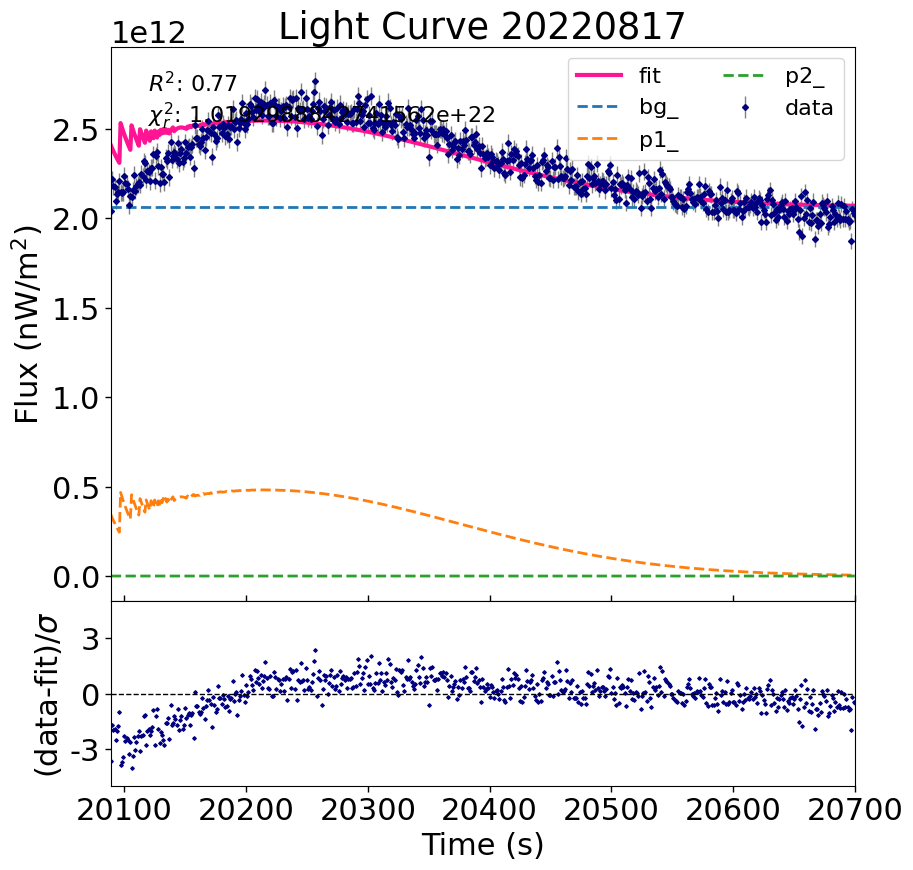 Light Curve 20220817
1e12
R²: 0.77
fit
bg_
p1_
p2_
data
2.5
2.0
1.5
1.0
0.5
0.0
Flux (nW/m²)
3
0
-3
(data-fit)/σ
20100 20200 20300 20400 20500 20600 20700
Time (s)